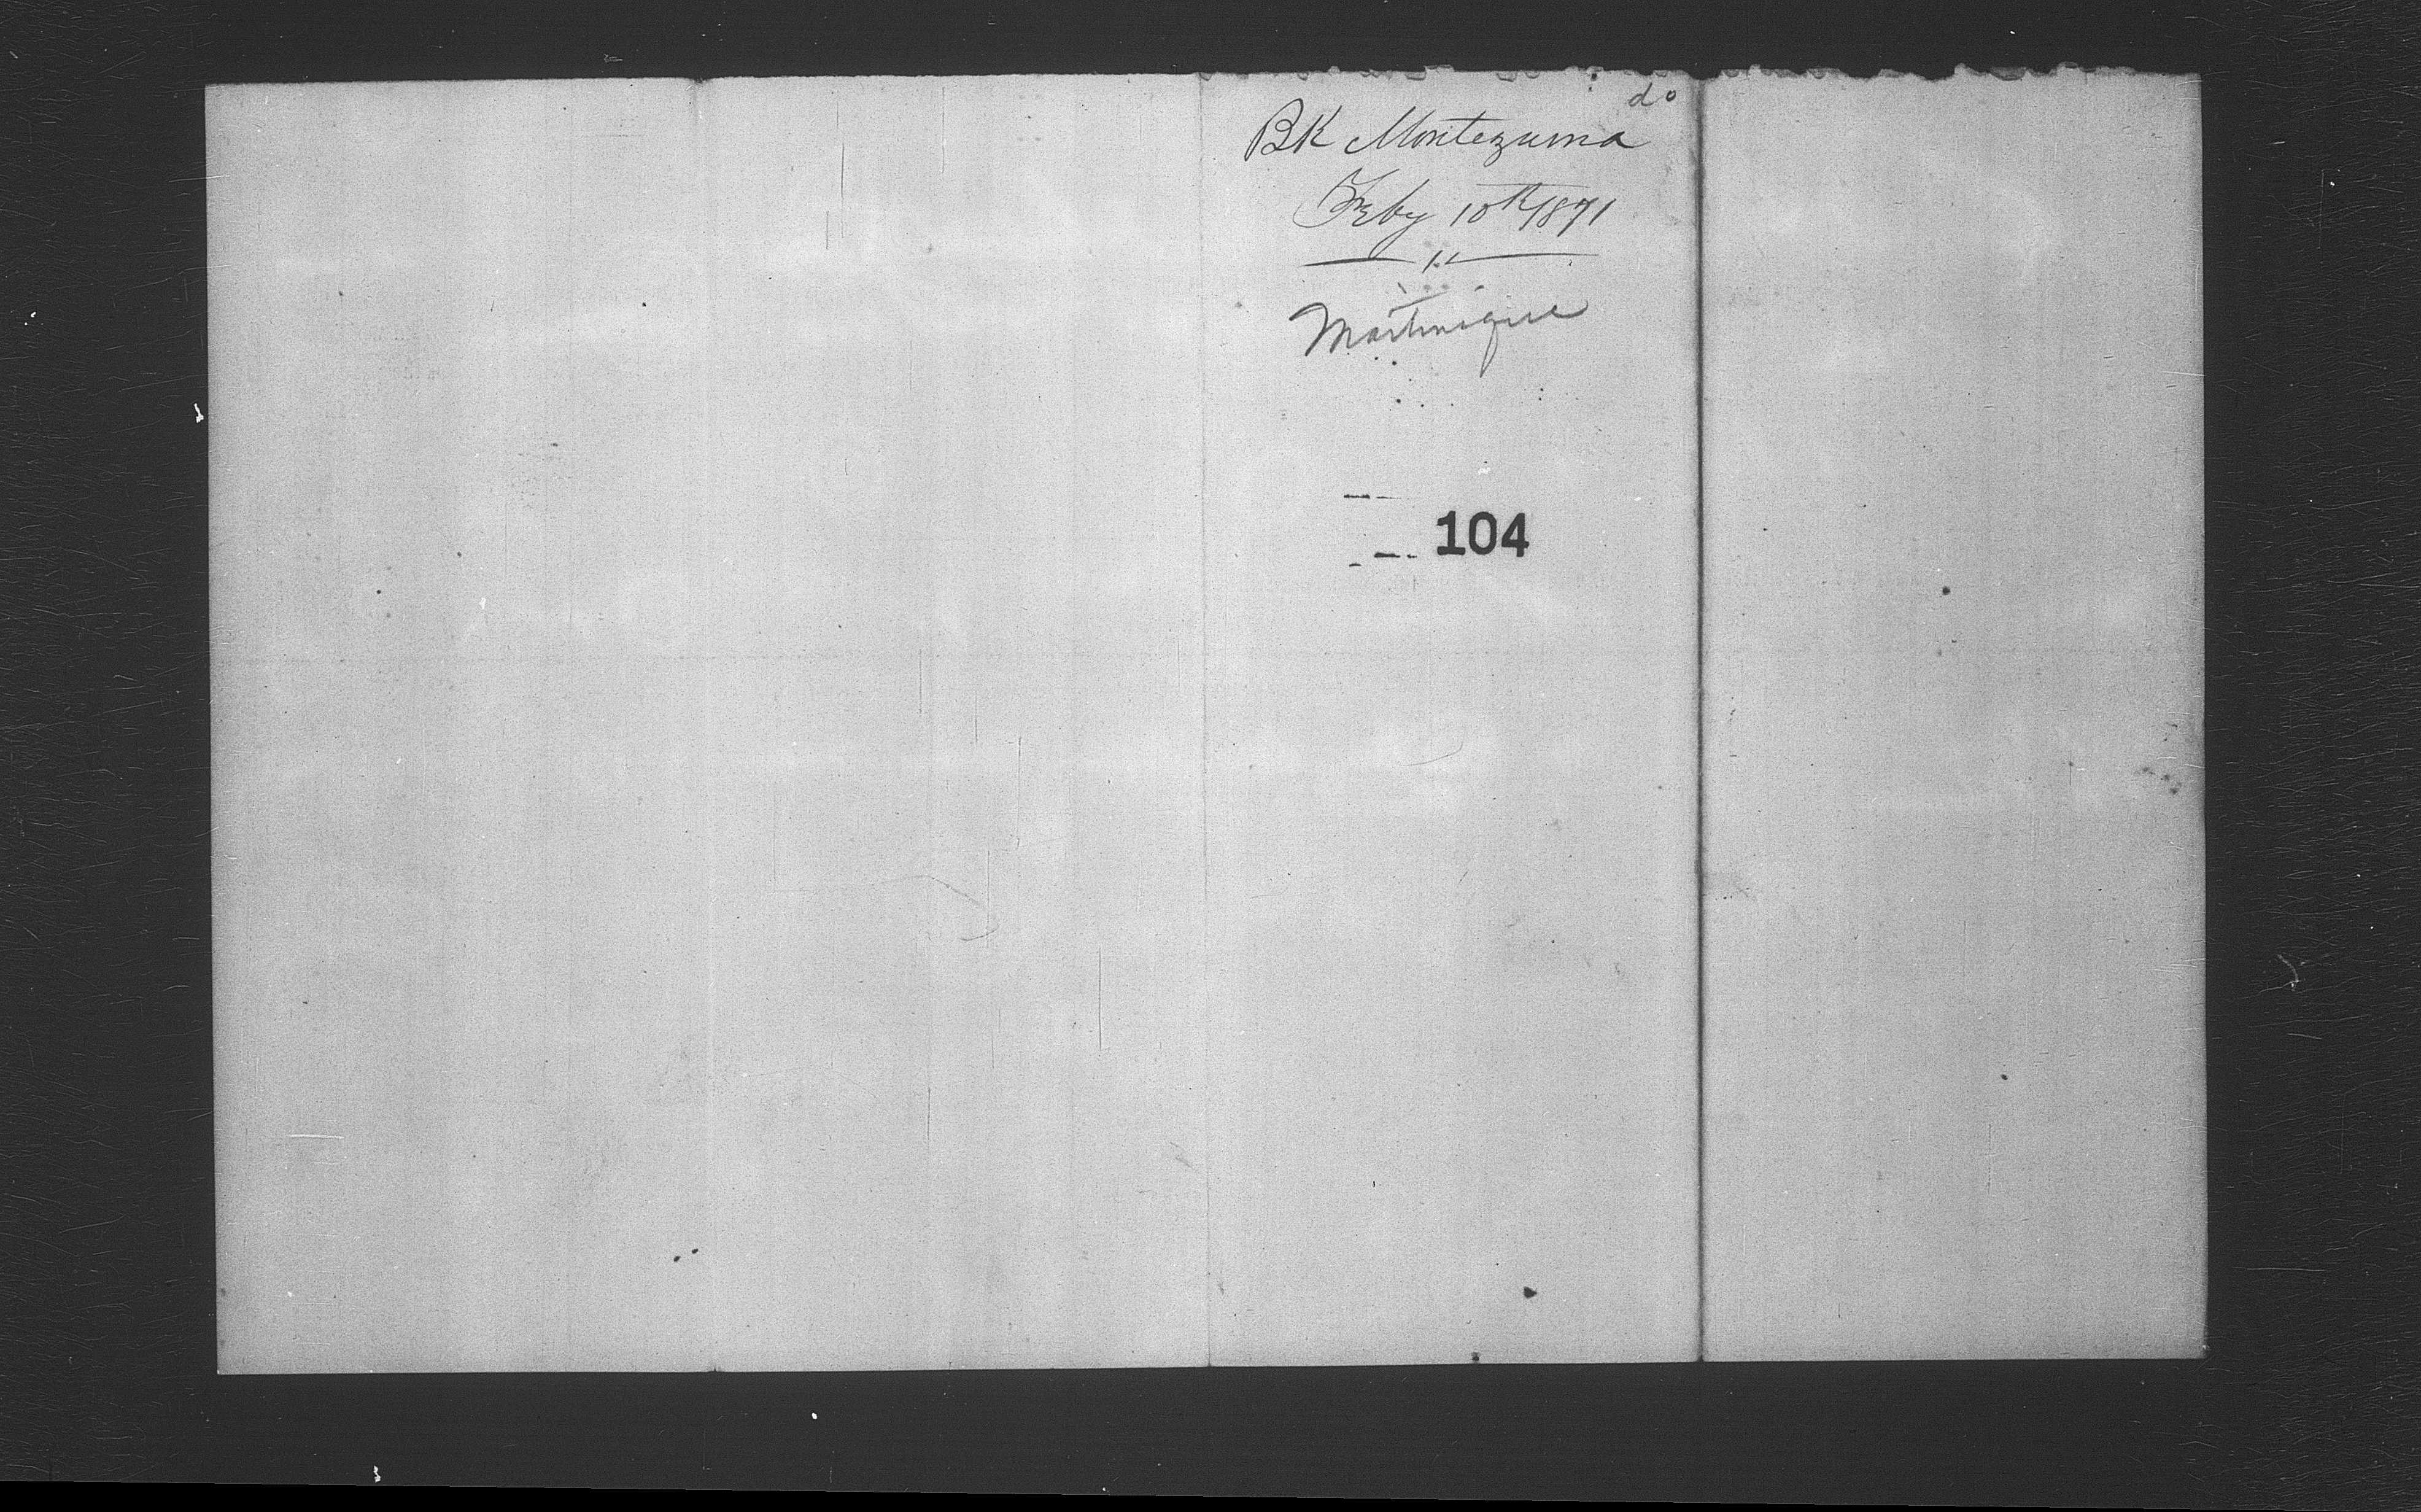 do
BK Montezuma
Feby 10th 1871
Martinique
104